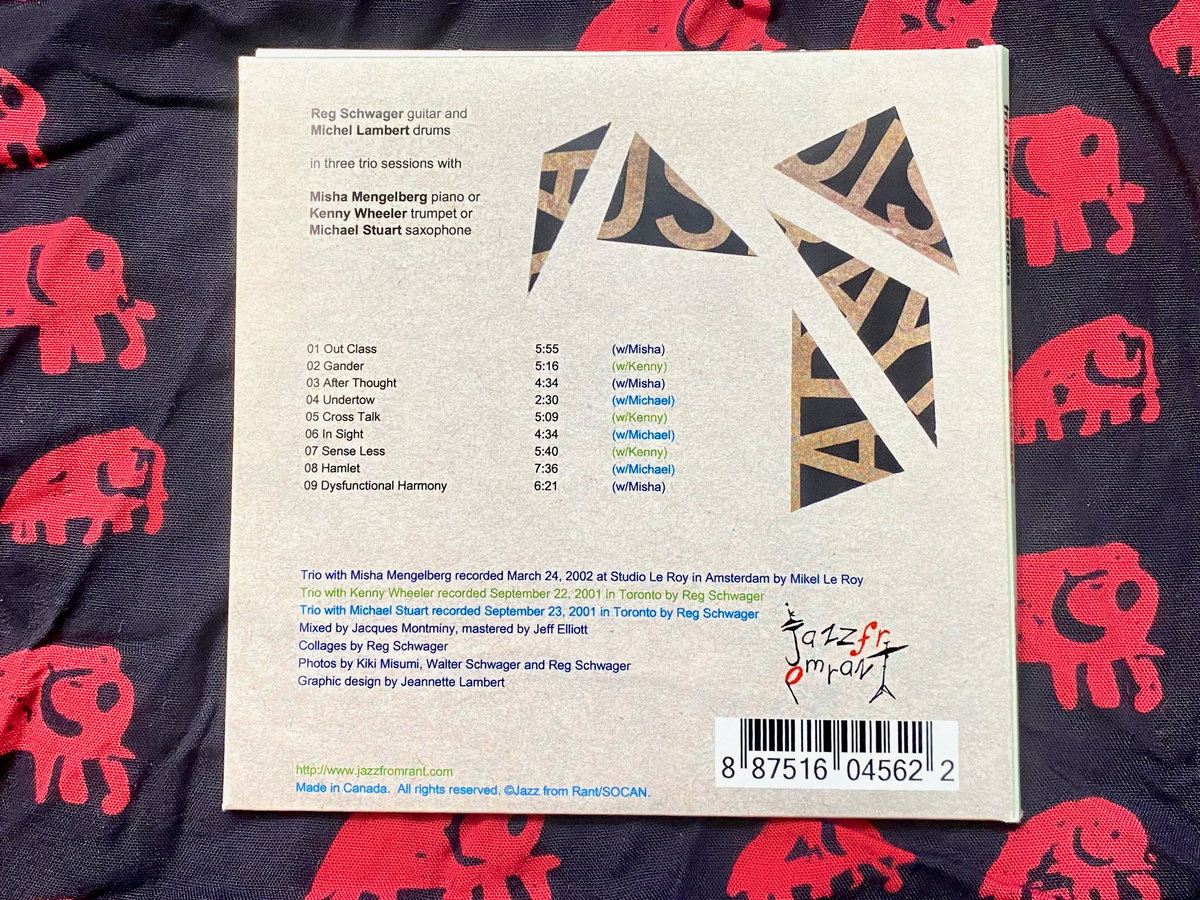 Reg Schwager guitar and
Michel Lambert drums
in three trio sessions with
Misha Mengelberg piano or
Kenny Wheeler trumpet or
Michael Stuart saxophone
01 Out Class 5:55 (w/Misha)
02 Gander 5:16 (w/Kenny)
03 After Thought 4:34 (w/Misha)
04 Undertow 2:30 (w/Michael)
05 Cross Talk 5:09 (w/Kenny)
06 In Sight 4:34 (w/Michael)
07 Sense Less 5:40 (w/Kenny)
08 Hamlet 7:36 (w/Michael)
09 Dysfunctional Harmony 6:21 (w/Misha)
Trio with Misha Mengelberg recorded March 24, 2002 at Studio Le Roy in Amsterdam by Mikel Le Roy
Trio with Kenny Wheeler recorded September 22, 2001 in Toronto by Reg Schwager
Trio with Michael Stuart recorded September 23, 2001 in Toronto by Reg Schwager
Mixed by Jacques Montminy, mastered by Jeff Elliott
Collages by Reg Schwager
Photos by Kiki Misumi, Walter Schwager and Reg Schwager
Graphic design by Jeannette Lambert
jazzfr
omrant
http://www.jazzfromrant.com
Made in Canada. All rights reserved. ©Jazz from Rant/SOCAN.
8 87516 04562 2